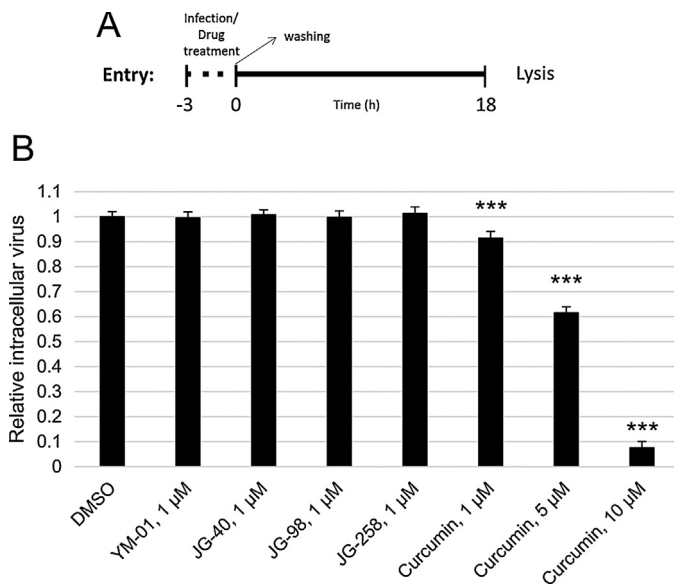 A
Infection/
Drug
treatment
washing
Entry:
Lysis
-3
0
Time (h)
18
B
Relative intracellular virus
1.1
1
0.9
0.8
0.7
0.6
0.5
0.4
0.3
0.2
0.1
0
***
***
***
DMSO
YM-01, 1 µM
JG-40, 1 µM
JG-98, 1 µM
JG-258, 1 µM
Curcumin, 1 µM
Curcumin, 5 µM
Curcumin, 10 µM